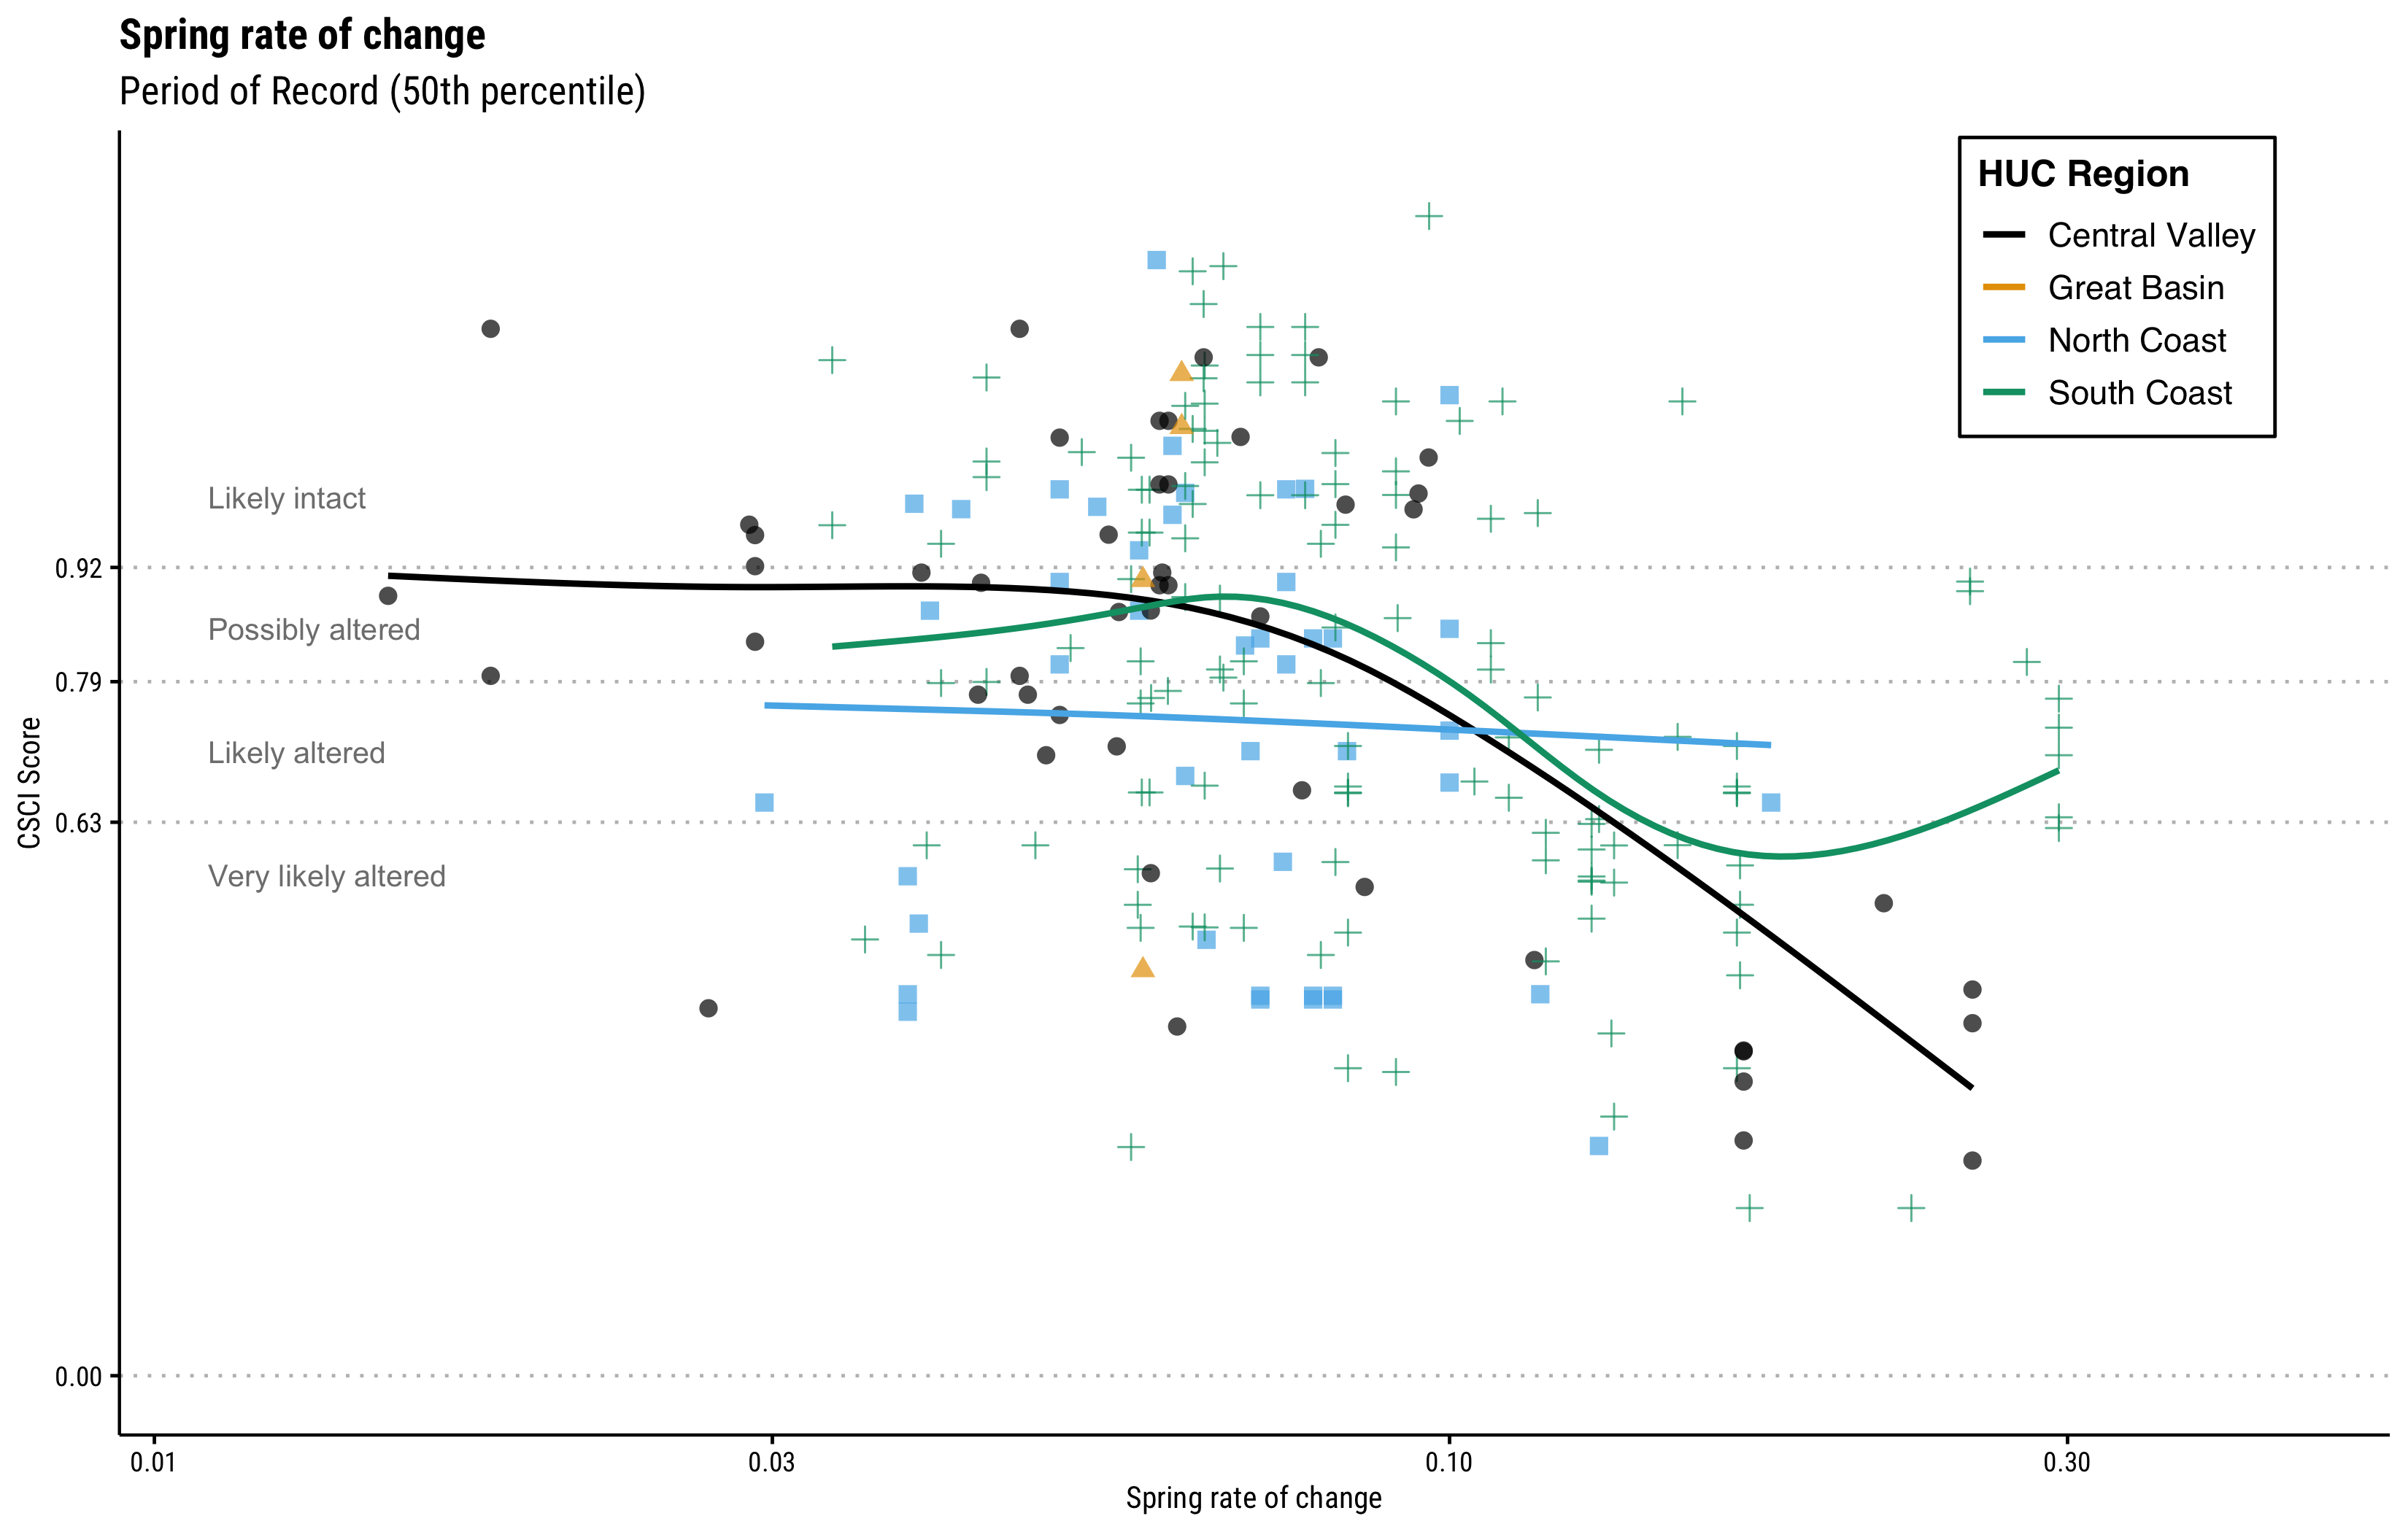 Spring rate of change
Period of Record (50th percentile)
HUC Region
Central Valley
Great Basin
North Coast
South Coast
Likely intact
0.92
Possibly altered
0.79
Likely altered
CSCI Score
0.63
Very likely altered
0.00
0.01
0.03
0.10
0.30
Spring rate of change